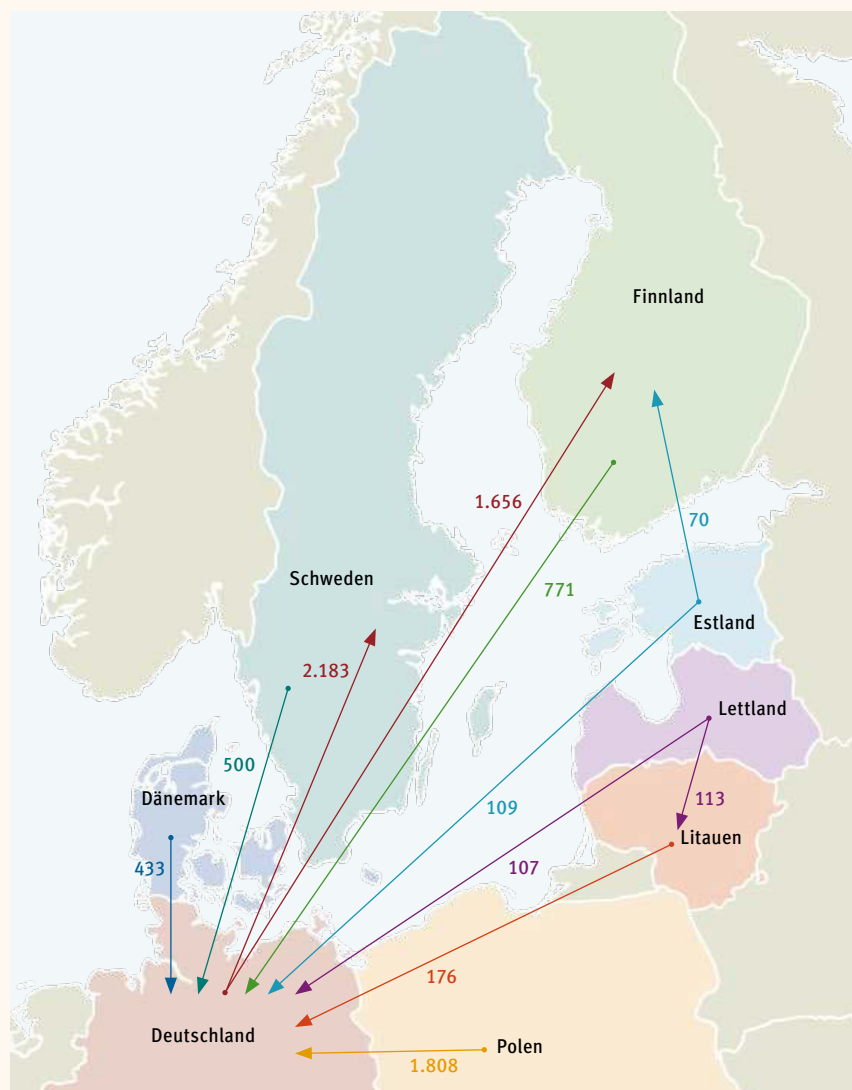 Finnland
1.656
70
Schweden
771
Estland
2.183
Lettland
500
Dänemark
109
113
Litauen
433
107
176
Deutschland
Polen
1.808